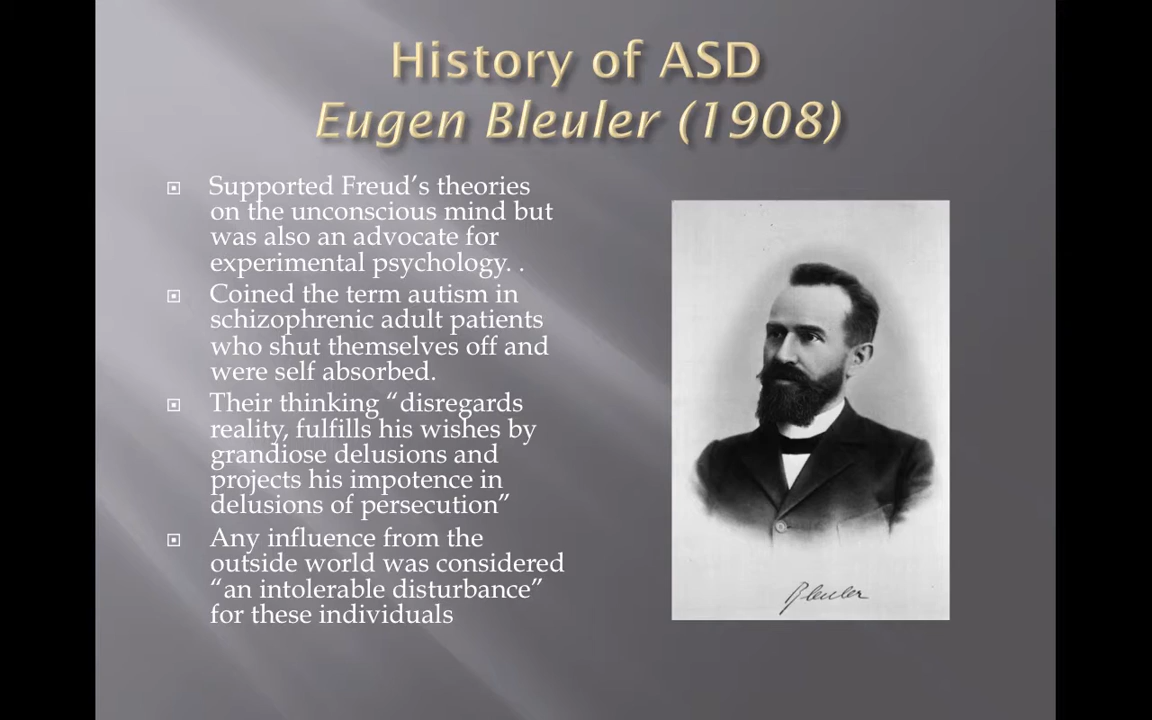 History of ASD
Eugen Bleuler (1908)
Supported Freud’s theories
on the unconscious mind but
was also an advocate for
experimental psychology. .
Coined the term autism in
schizophrenic adult patients
who shut themselves off and
were self absorbed.
Their thinking “disregards
reality, fulfills his wishes by
grandiose delusions and
projects his impotence in
delusions of persecution”
Any influence from the
outside world was considered
“an intolerable disturbance”
for these individuals
Bleuler